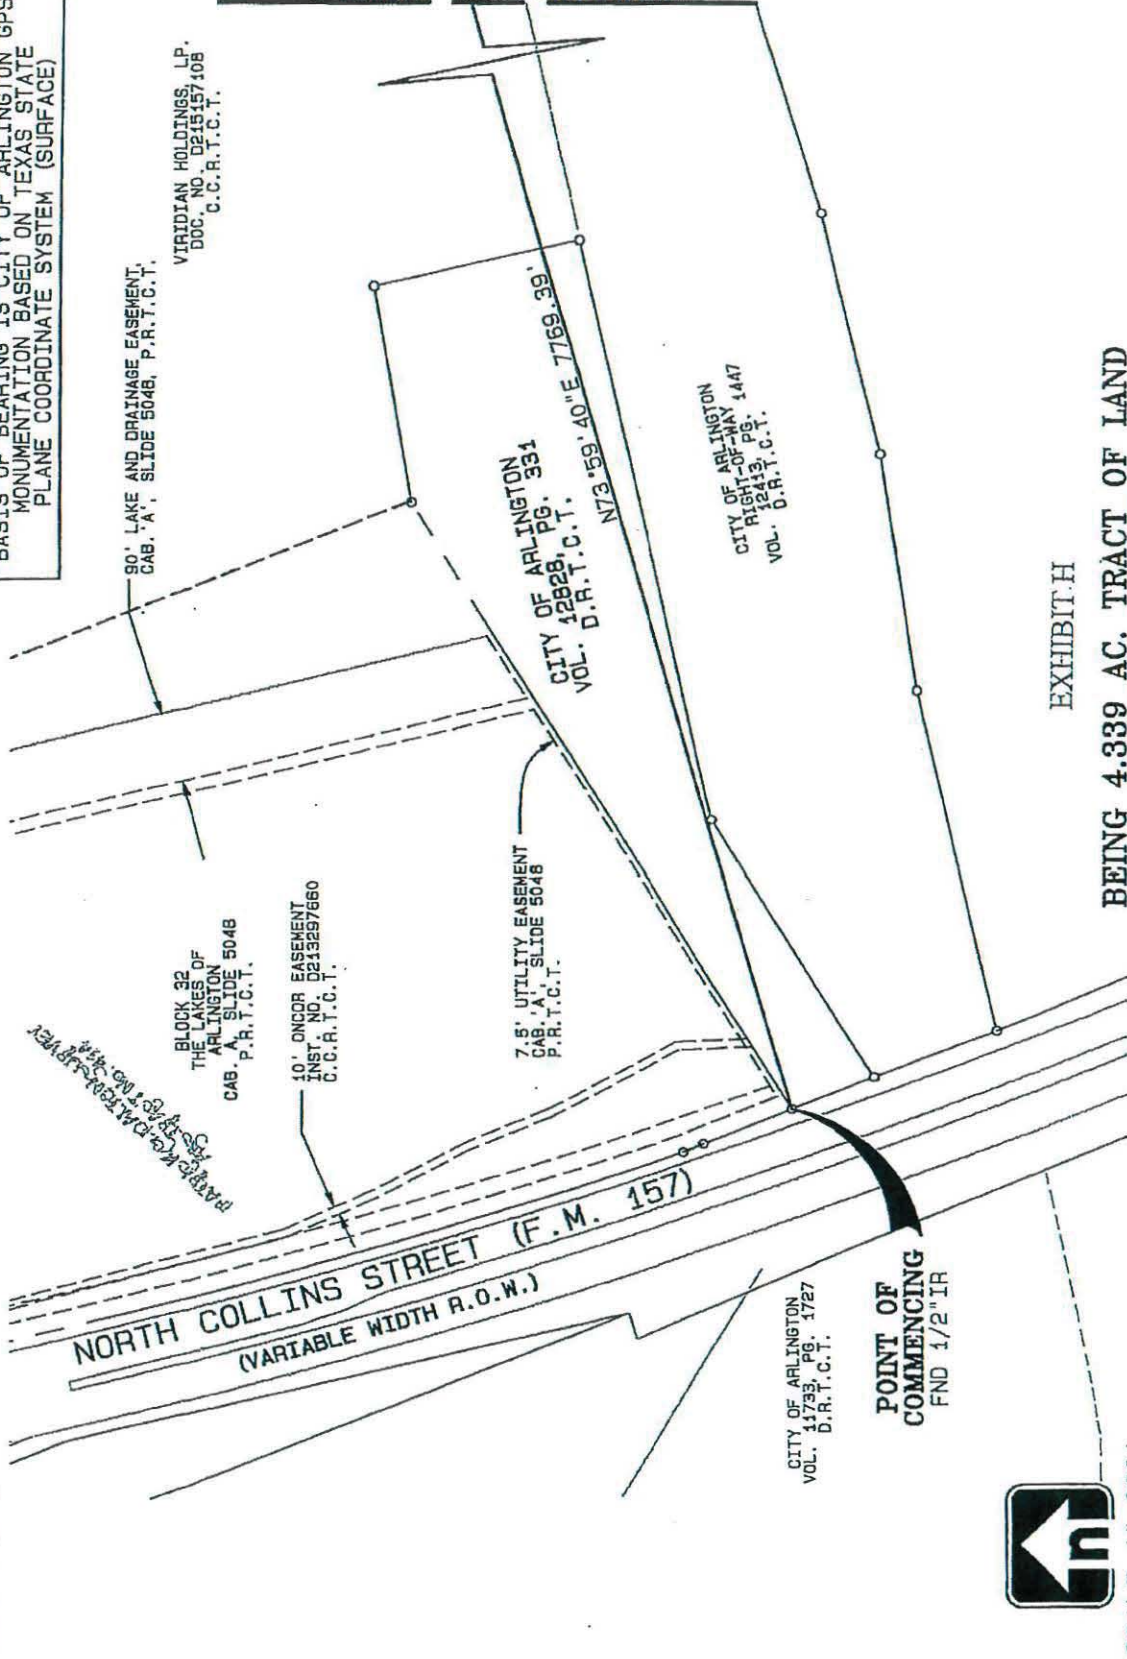 BASIS OF BEARING IS CITY OF ARLINGTON GPS
MONUMENTATION BASED ON TEXAS STATE
PLANE COORDINATE SYSTEM (SURFACE)
90' LAKE AND DRAINAGE EASEMENT,
CAB. 'A', SLIDE 5048, P.R.T.C.T.
VIRIDIAN HOLDINGS, LP.
DOC. NO. D215157108
C.C.R.T.C.T.
BLOCK 32
THE LAKES OF
ARLINGTON
CAB. A, SLIDE 5048
P.R.T.C.T.
10' ONCOR EASEMENT
INST. NO. D213297660
C.C.R.T.C.T.
7.5' UTILITY EASEMENT
CAB. 'A', SLIDE 5048
P.R.T.C.T.
CITY OF ARLINGTON
VOL. 12828, PG. 331
D.R.T.C.T.
N73°59'40"E 7769.39'
CITY OF ARLINGTON
RIGHT-OF-WAY
VOL. 12413, PG. 1447
D.R.T.C.T.
NORTH COLLINS STREET (F.M. 157)
(VARIABLE WIDTH R.O.W.)
CITY OF ARLINGTON
VOL. 11733, PG. 1727
D.R.T.C.T.
POINT OF
COMMENCING
FND 1/2"IR
n
EXHIBIT H
BEING 4.339 AC. TRACT OF LAND